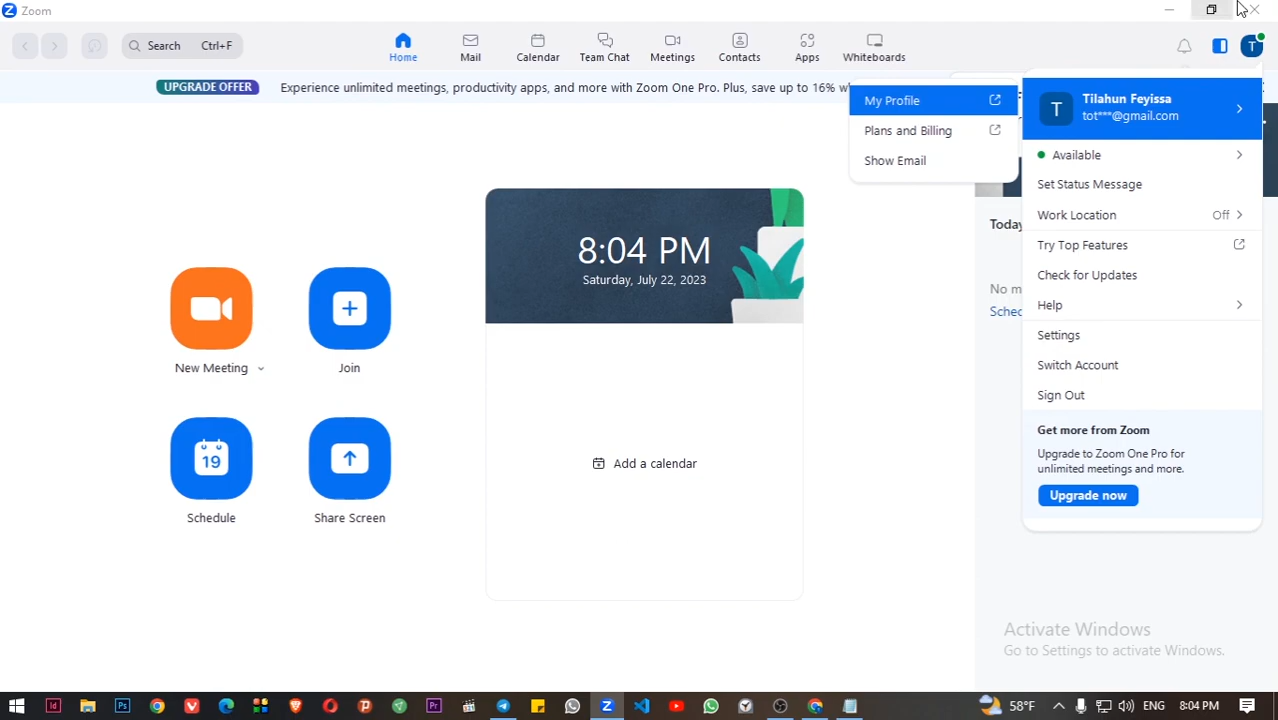 Zoom
Search Ctrl+F
Home
Mail
Calendar
Team Chat
Meetings
Contacts
Apps
Whiteboards
T
UPGRADE OFFER
Experience unlimited meetings, productivity apps, and more with Zoom One Pro. Plus, save up to 16%
My Profile
Plans and Billing
Show Email
T
Tilahun Feyissa
tot***@gmail.com
Available
Set Status Message
Work Location Off
Try Top Features
Check for Updates
Help
Settings
Switch Account
Sign Out
Get more from Zoom
Upgrade to Zoom One Pro for
unlimited meetings and more.
Upgrade now
Today
No m
Sched
8:04 PM
Saturday, July 22, 2023
Add a calendar
New Meeting
Join
19
Schedule
Share Screen
Activate Windows
Go to Settings to activate Windows.
58°F
ENG
8:04 PM